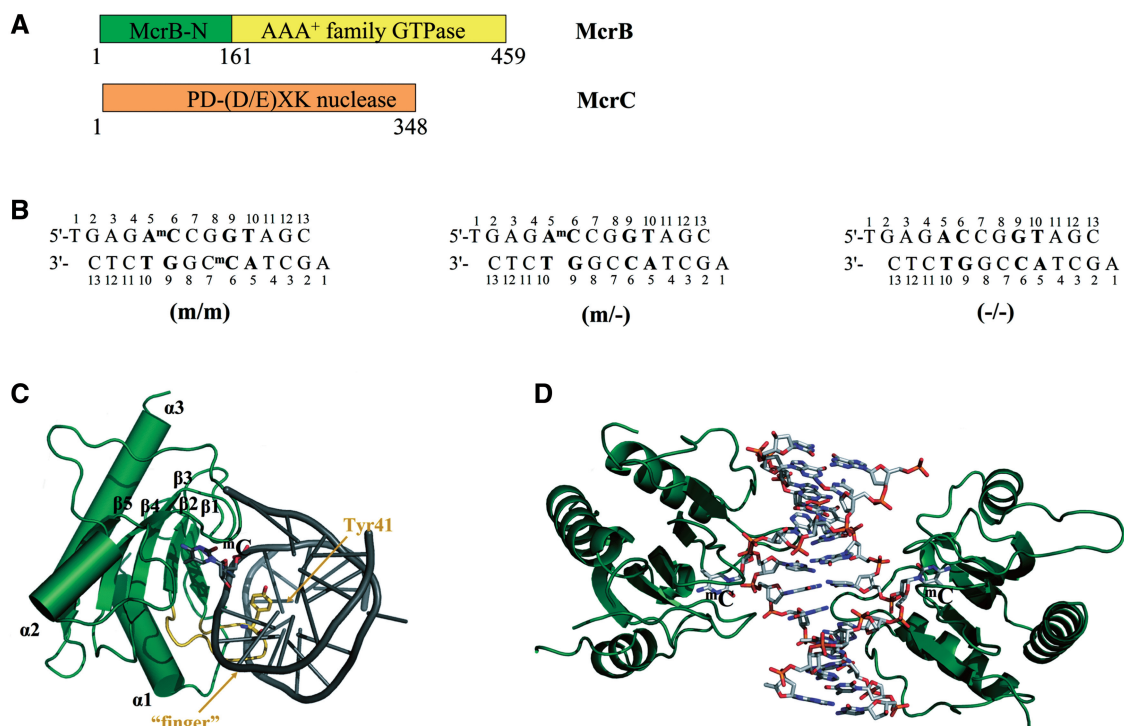 A
McrB-N AAA+ family GTPase McrB
1 161 459
PD-(D/E)XK nuclease McrC
1 348
B
1 2 3 4 5 6 7 8 9 10 11 12 13
5'-T G A G A ᵐC C G G T A G C
3'- C T C T G G C ᵐC A T C G A
13 12 11 10 9 8 7 6 5 4 3 2 1
(m/m)
1 2 3 4 5 6 7 8 9 10 11 12 13
5'-T G A G A ᵐC C G G T A G C
3'- C T C T G G C C A T C G A
13 12 11 10 9 8 7 6 5 4 3 2 1
(m/-)
1 2 3 4 5 6 7 8 9 10 11 12 13
5'-T G A G A C C G G T A G C
3'- C T C T G G C C A T C G A
13 12 11 10 9 8 7 6 5 4 3 2 1
(-/-)
C
α3
β3
β5 β4 β2 β1
ᵐC
Tyr41
α2
α1
"finger"
D
ᵐC
ᵐC